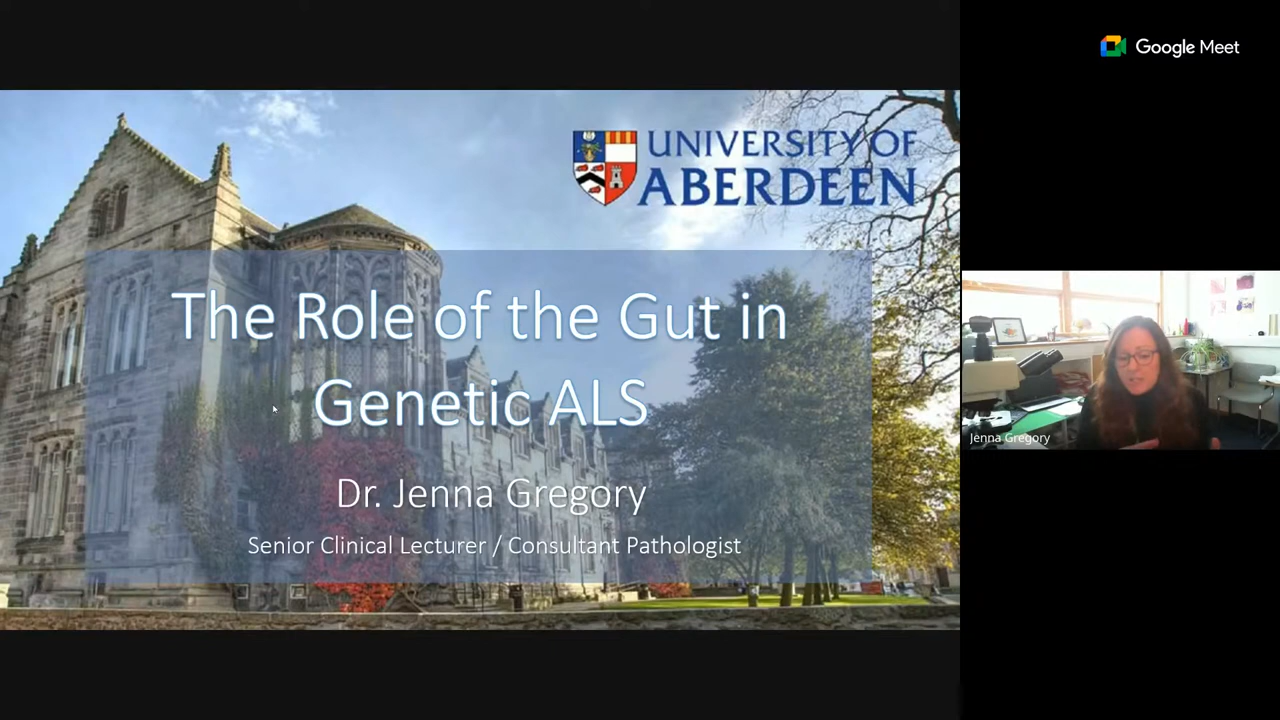 Google Meet
UNIVERSITY OF
ABERDEEN
The Role of the Gut in
Genetic ALS
Dr. Jenna Gregory
Senior Clinical Lecturer / Consultant Pathologist
Jenna Gregory